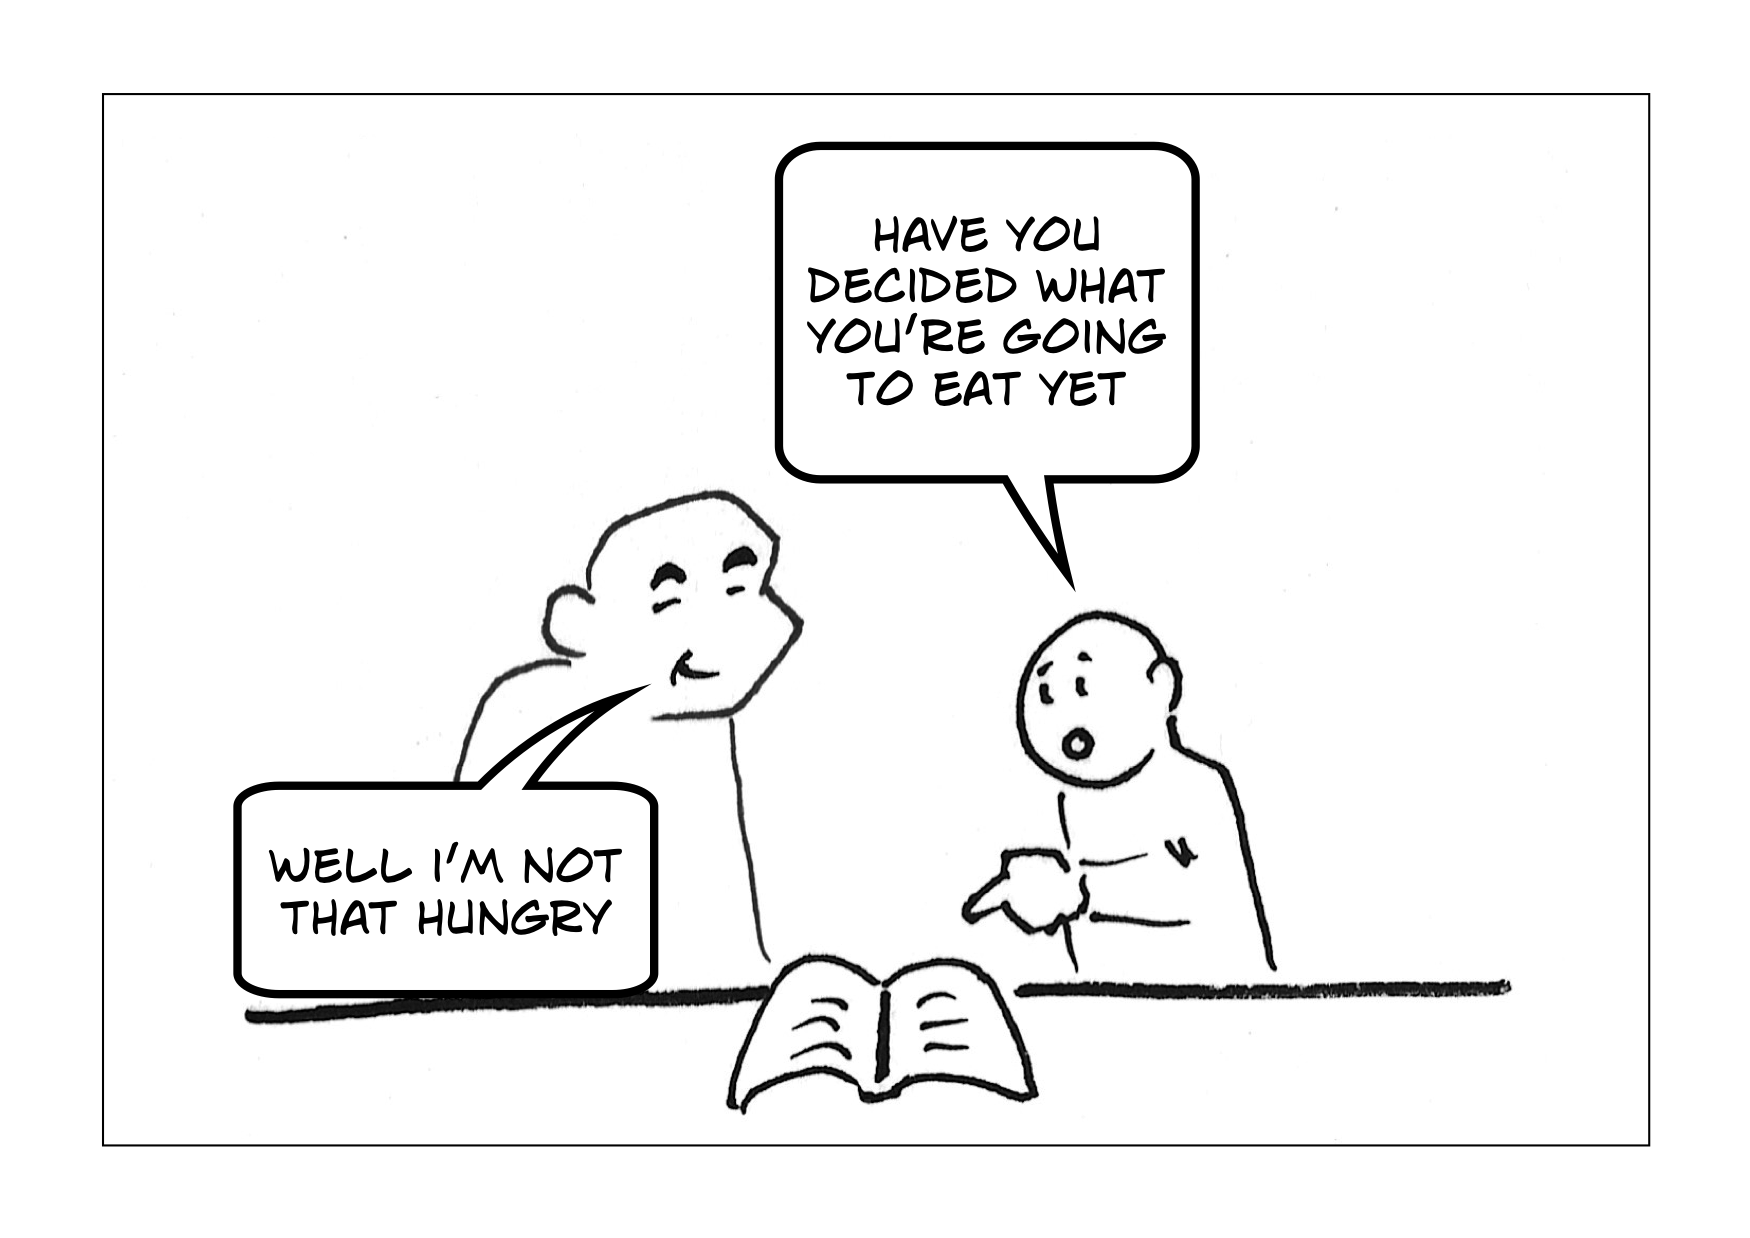 HAVE YOU
DECIDED WHAT
YOU'RE GOING
TO EAT YET
WELL I'M NOT
THAT HUNGRY